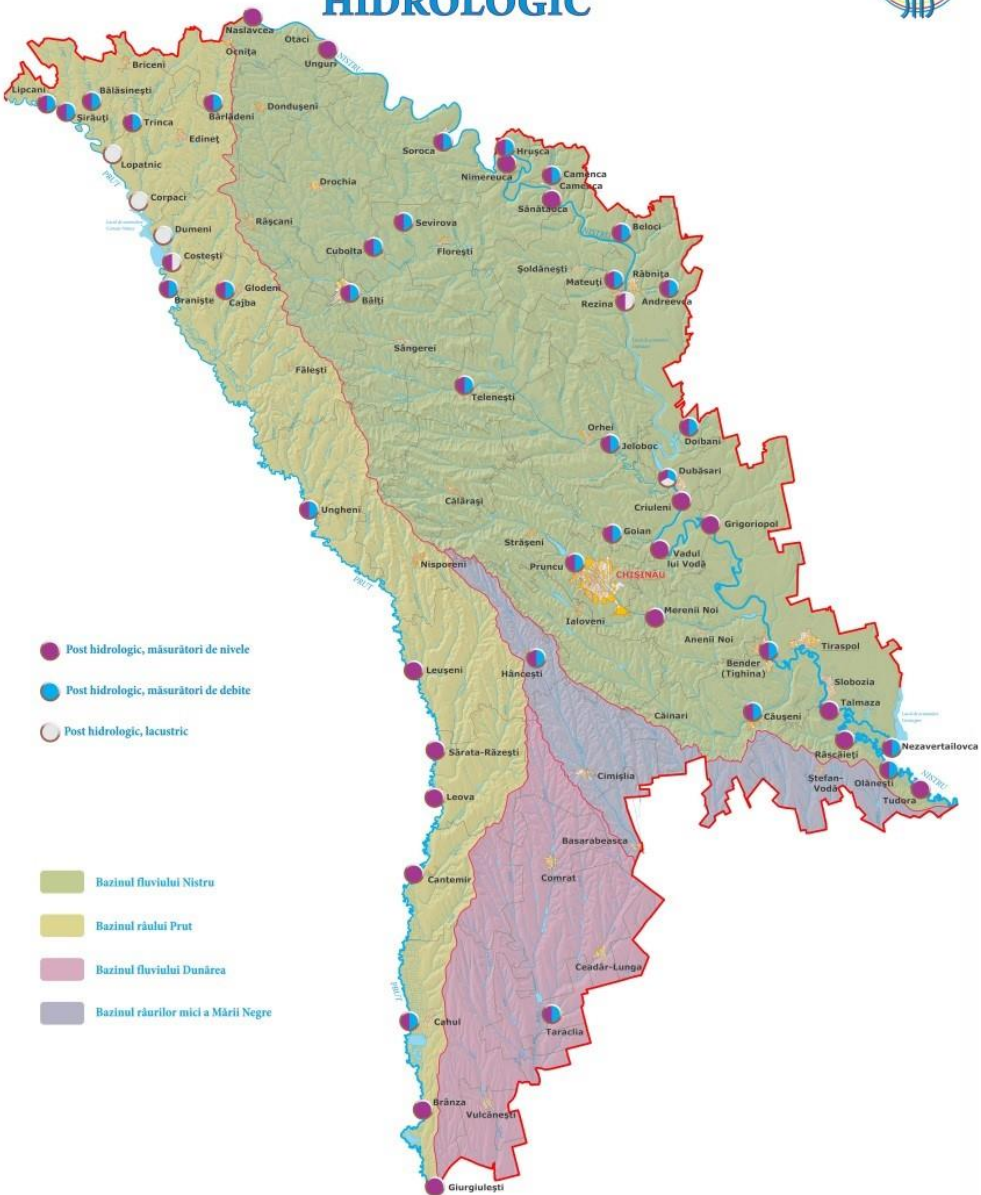 HIDROLOGIC
Naslavcea
Otaci
Ocnița
Unguri
NISTRU
Briceni
Lipcani
Bălăsinești
Șirăuți
Trinca
Bârlădeni
Dondușeni
Edineț
Lopatnic
Soroca
Hrușca
Nimereuca
Camenca
Camenca
PRUT
Corpaci
Drochia
Sănătăuca
Râșcani
Sevirova
NISTRU
Beloci
Dumeni
Cubolta
Florești
Costești
Șoldănești
Mateuți
Râbnița
Glodeni
Braniște
Cajba
Bălți
Rezina
Andreevca
Sângerei
Fălești
Telenești
Orhei
Jeloboc
Doibani
Dubăsari
Călărași
Criuleni
Ungheni
Grigoriopol
Goian
Strășeni
Vadul
lui Vodă
Nisporeni
Pruncu
CHIȘINĂU
PRUT
Ialoveni
Merenii Noi
Anenii Noi
Tiraspol
Post hidrologic, măsurători de nivele
Bender
(Tighina)
Leușeni
Hâncești
Slobozia
Post hidrologic, măsurători de debite
Talmaza
Căinari
Căușeni
Post hidrologic, lacustric
Răscăieți
Nezavertailovca
Sărata-Răzești
Cimișlia
Ștefan-
Vodă
Olănești
NISTRU
Leova
Tudora
Basarabeasca
Cantemir
Comrat
Bazinul fluviului Nistru
Bazinul râului Prut
Ceadâr-Lunga
Bazinul fluviului Dunărea
PRUT
Bazinul râurilor mici a Mării Negre
Cahul
Taraclia
Brânza
Vulcănești
Giurgiulești